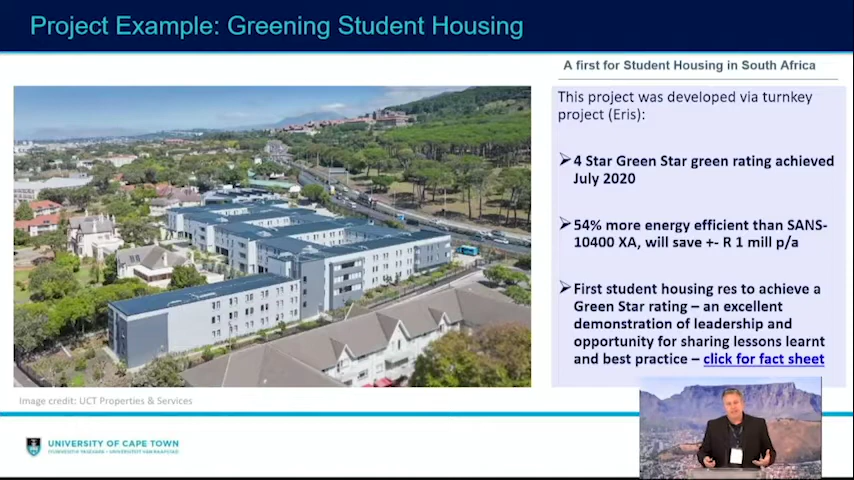 Project Example: Greening Student Housing
A first for Student Housing in South Africa
This project was developed via turnkey
project (Eris):
4 Star Green Star green rating achieved
July 2020
54% more energy efficient than SANS-
10400 XA, will save +- R 1 mill p/a
First student housing res to achieve a
Green Star rating – an excellent
demonstration of leadership and
opportunity for sharing lessons learnt
and best practice – click for fact sheet
Image credit: UCT Properties & Services
UNIVERSITY OF CAPE TOWN